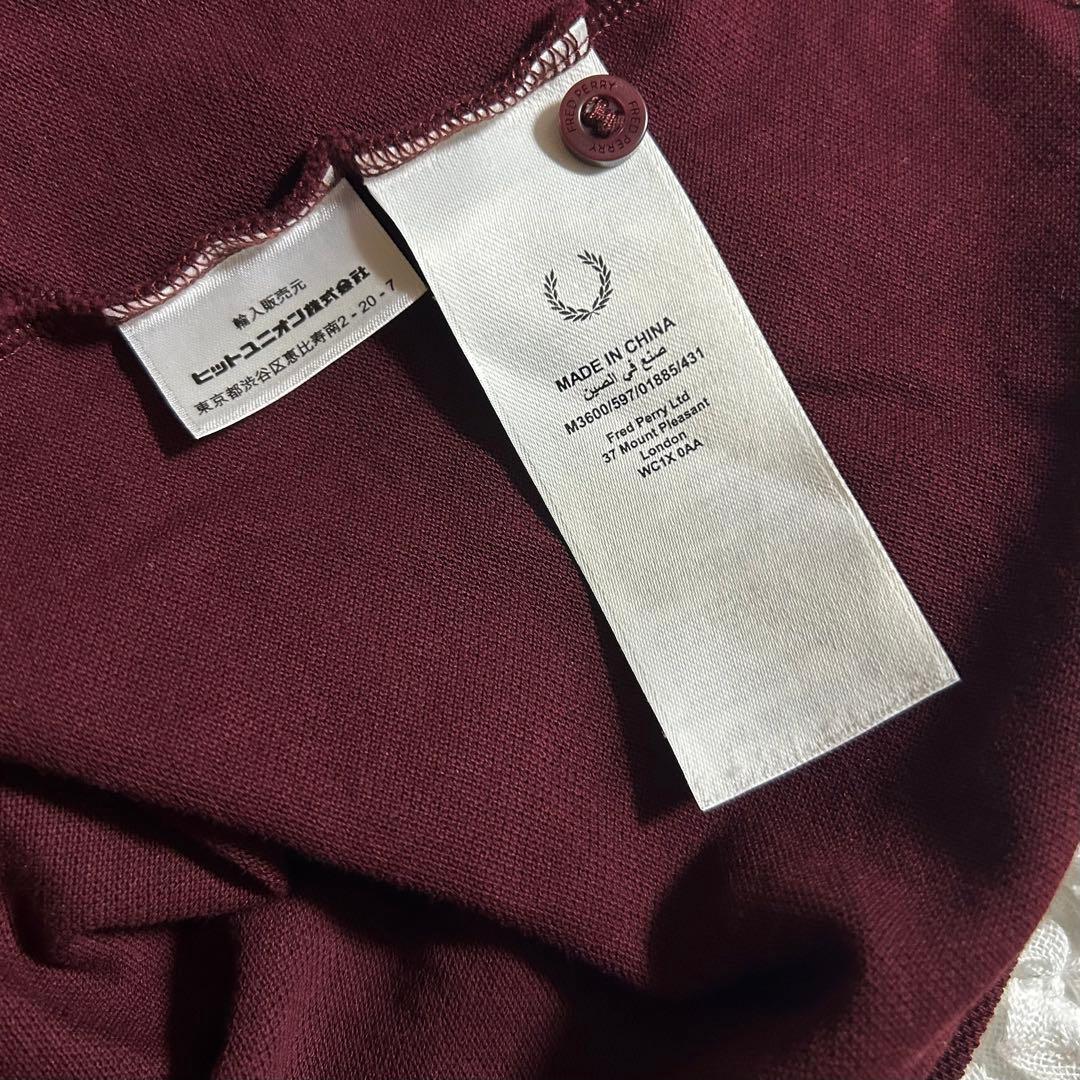 FRED PERRY FRED PERRY
輸入販売元
ヒットユニオン株式会社
東京都渋谷区恵比寿南2-20-7
MADE IN CHINA
صنع في الصين
M3600/597/01885/431
Fred Perry Ltd
37 Mount Pleasant
London
WC1X 0AA